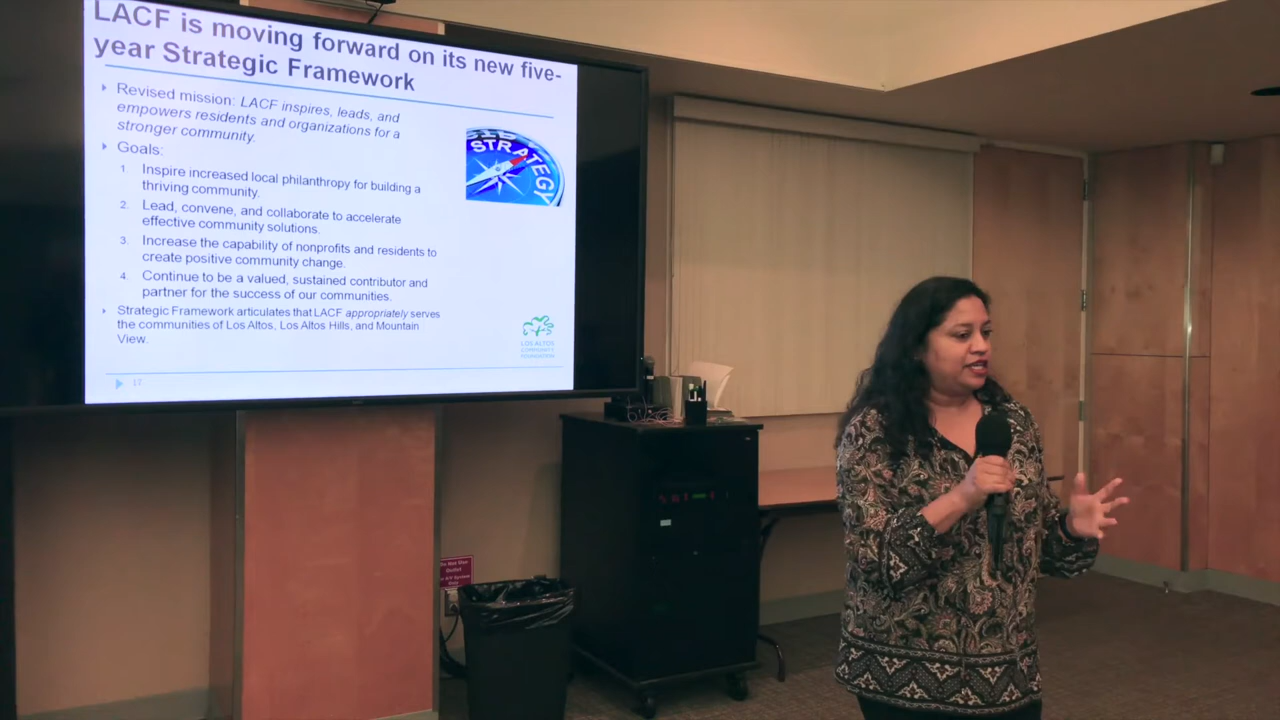 LACF is moving forward on its new five-
year Strategic Framework
Revised mission: LACF inspires, leads, and
empowers residents and organizations for a
stronger community.
Goals:
1. Inspire increased local philanthropy for building a
thriving community.
2. Lead, convene, and collaborate to accelerate
effective community solutions.
3. Increase the capability of nonprofits and residents to
create positive community change.
4. Continue to be a valued, sustained contributor and
partner for the success of our communities.
Strategic Framework articulates that LACF appropriately serves
the communities of Los Altos, Los Altos Hills, and Mountain
View.
STRATEGY
LOS ALTOS
COMMUNITY
FOUNDATION
17
Do Not Use
Outlet